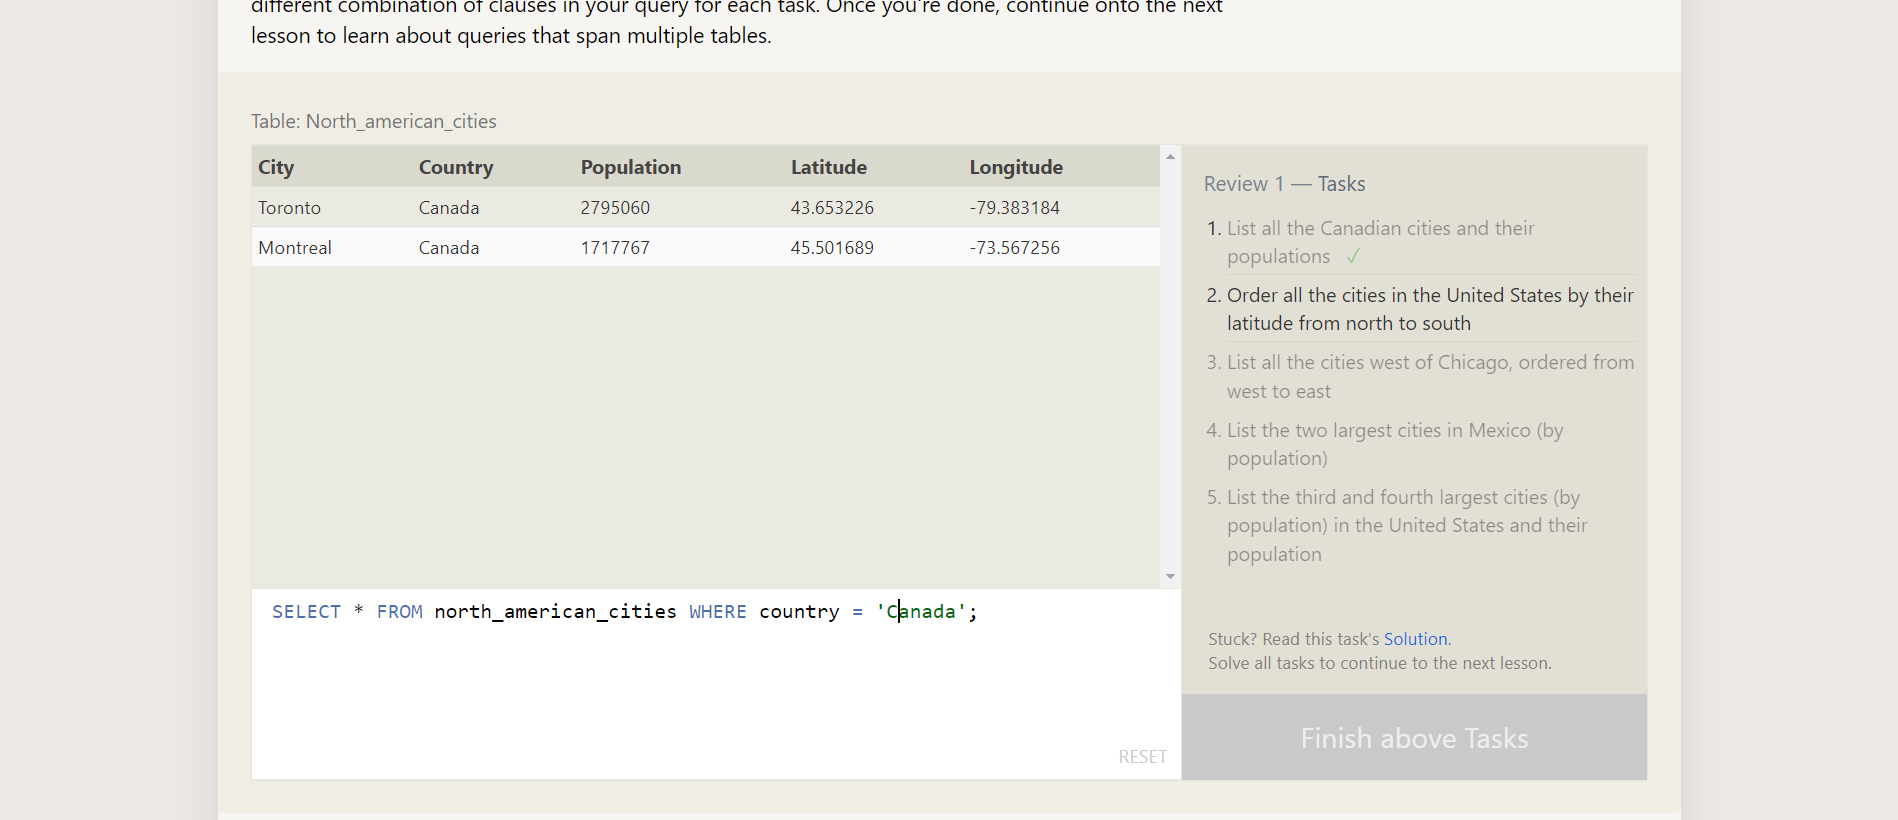 different combination of clauses in your query for each task. Once you're done, continue onto the next
lesson to learn about queries that span multiple tables.
Table: North_american_cities
City Country Population Latitude Longitude
Toronto Canada 2795060 43.653226 -79.383184
Montreal Canada 1717767 45.501689 -73.567256
SELECT * FROM north_american_cities WHERE country = 'Canada';
RESET
Review 1 — Tasks
1. List all the Canadian cities and their
populations ✓
2. Order all the cities in the United States by their
latitude from north to south
3. List all the cities west of Chicago, ordered from
west to east
4. List the two largest cities in Mexico (by
population)
5. List the third and fourth largest cities (by
population) in the United States and their
population
Stuck? Read this task's Solution.
Solve all tasks to continue to the next lesson.
Finish above Tasks